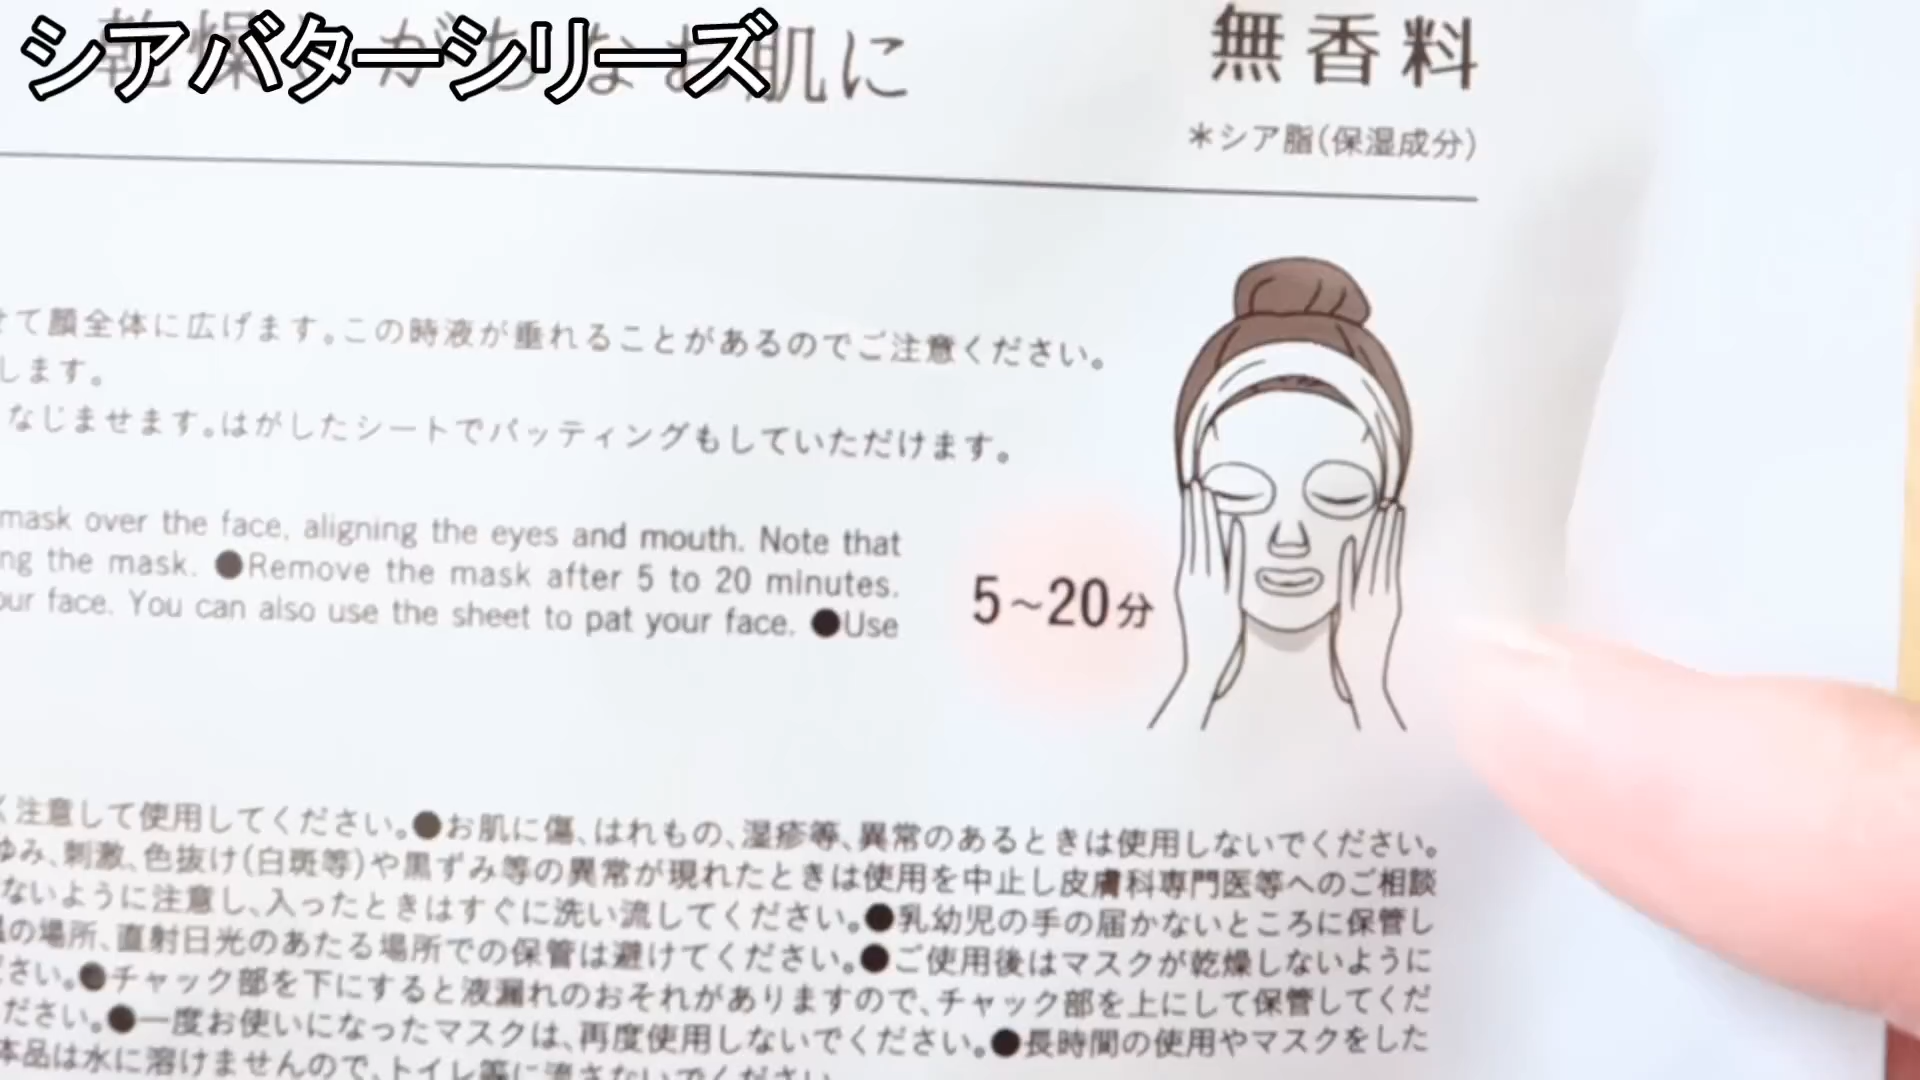 シアバターシリーズ
乾燥しがちなお肌に
無香料
＊シア脂(保湿成分)
せて顔全体に広げます。この時液が垂れることがあるのでご注意ください。
します。
なじませます。はがしたシートでパッティングもしていただけます。
mask over the face, aligning the eyes and mouth. Note that
ng the mask. ●Remove the mask after 5 to 20 minutes.
our face. You can also use the sheet to pat your face. ●Use
5～20分
く注意して使用してください。●お肌に傷、はれもの、湿疹等、異常のあるときは使用しないでください。
ゆみ、刺激、色抜け(白斑等)や黒ずみ等の異常が現れたときは使用を中止し皮膚科専門医等へのご相談
ないように注意し、入ったときはすぐに洗い流してください。●乳幼児の手の届かないところに保管し
の場所、直射日光のあたる場所での保管は避けてください。●ご使用後はマスクが乾燥しないように
ださい。●チャック部を下にすると液漏れのおそれがありますので、チャック部を上にして保管してくだ
ださい。●一度お使いになったマスクは、再度使用しないでください。●長時間の使用やマスクをした
本品は水に溶けませんので、トイレ等に流さないでください。